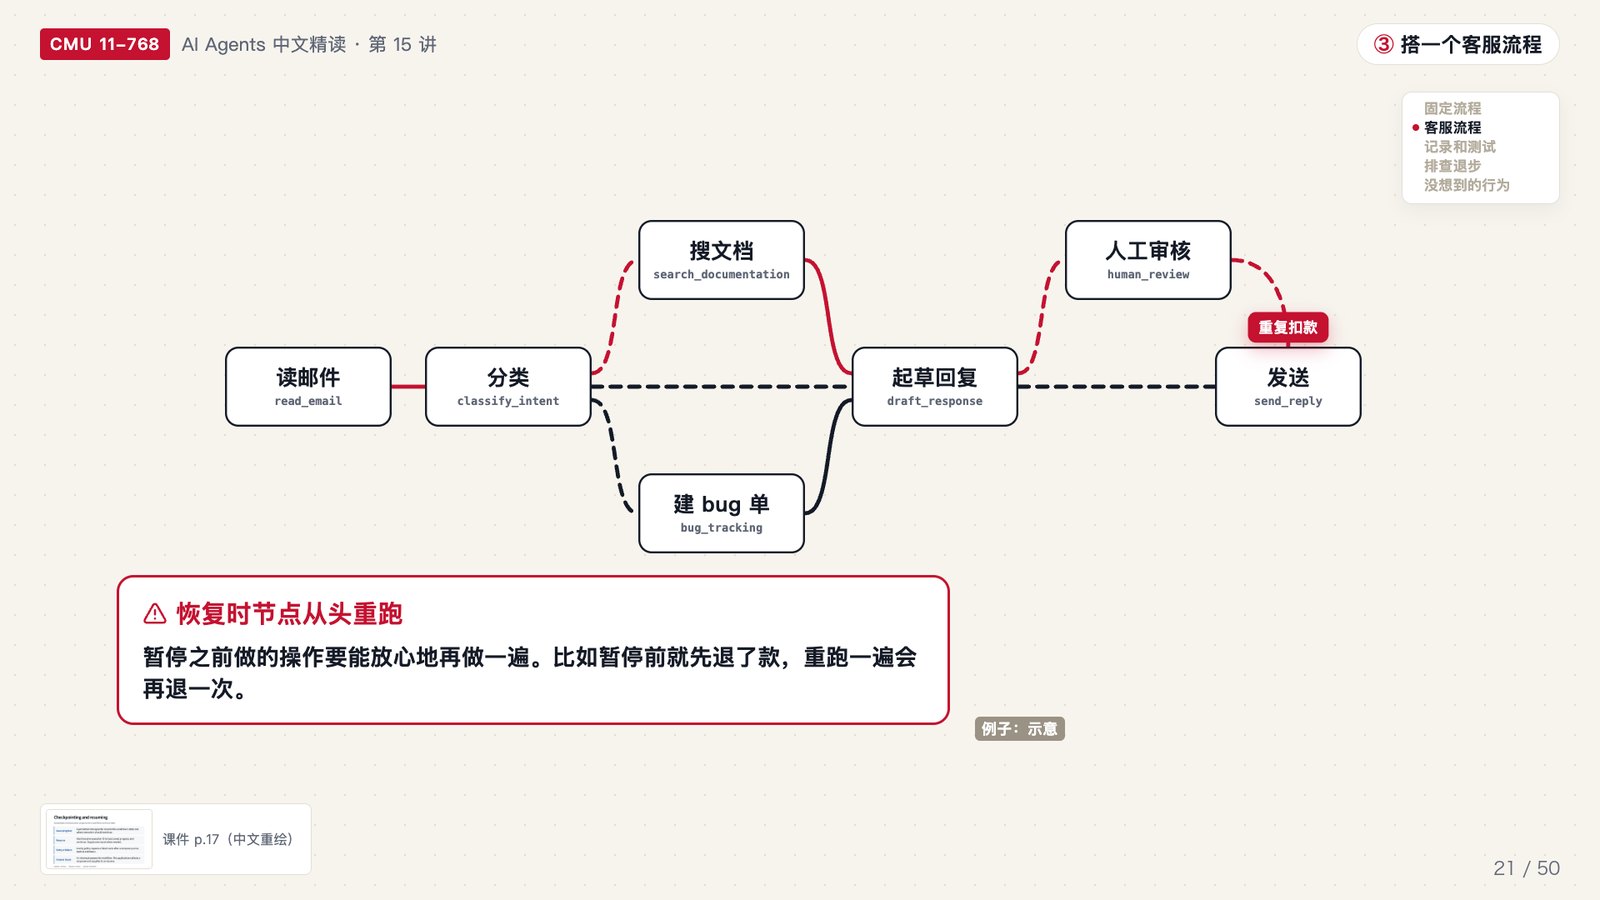 CMU 11-768 AI Agents 中文精读 · 第 15 讲
③ 搭一个客服流程
固定流程
客服流程
记录和测试
排查退步
没想到的行为
搜文档
search_documentation
人工审核
human_review
重复扣款
读邮件
read_email
分类
classify_intent
起草回复
draft_response
发送
send_reply
建 bug 单
bug_tracking
恢复时节点从头重跑
暂停之前做的操作要能放心地再做一遍。比如暂停前就先退了款，重跑一遍会
再退一次。
例子：示意
Checkpointing and resuming
课件 p.17（中文重绘）
21 / 50